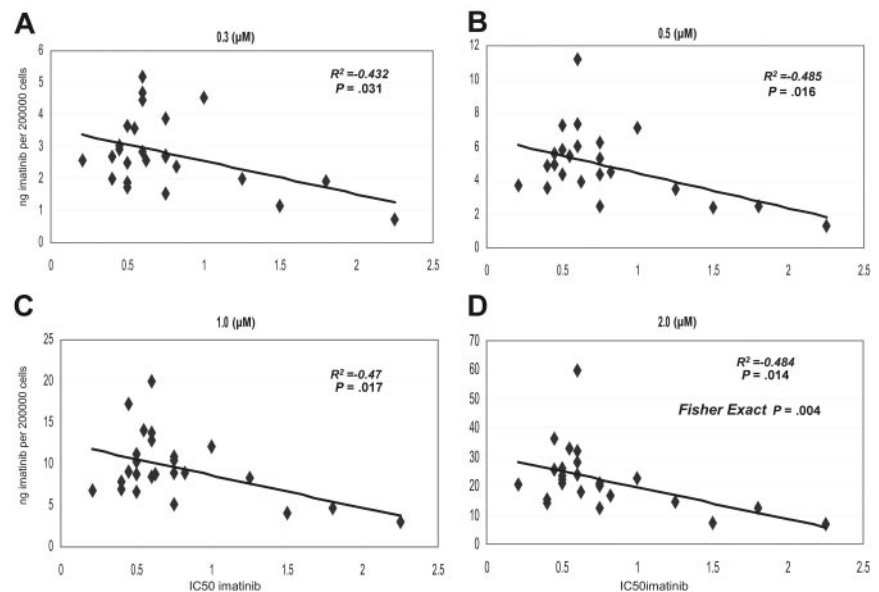 A
0.3 (µM)
ng imatinib per 200000 cells
6
5
4
3
2
1
0
R² =-0.432
P = .031
0 0.5 1 1.5 2 2.5
B
0.5 (µM)
12
10
8
6
4
2
0
R² =-0.485
P = .016
0 0.5 1 1.5 2 2.5
C
1.0 (µM)
ng imatinib per 200000 cells
25
20
15
10
5
0
R² =-0.47
P = .017
0 0.5 1 1.5 2 2.5
IC50 imatinib
D
2.0 (µM)
70
60
50
40
30
20
10
0
R² =-0.484
P = .014
Fisher Exact P = .004
0 0.5 1 1.5 2 2.5
IC50imatinib